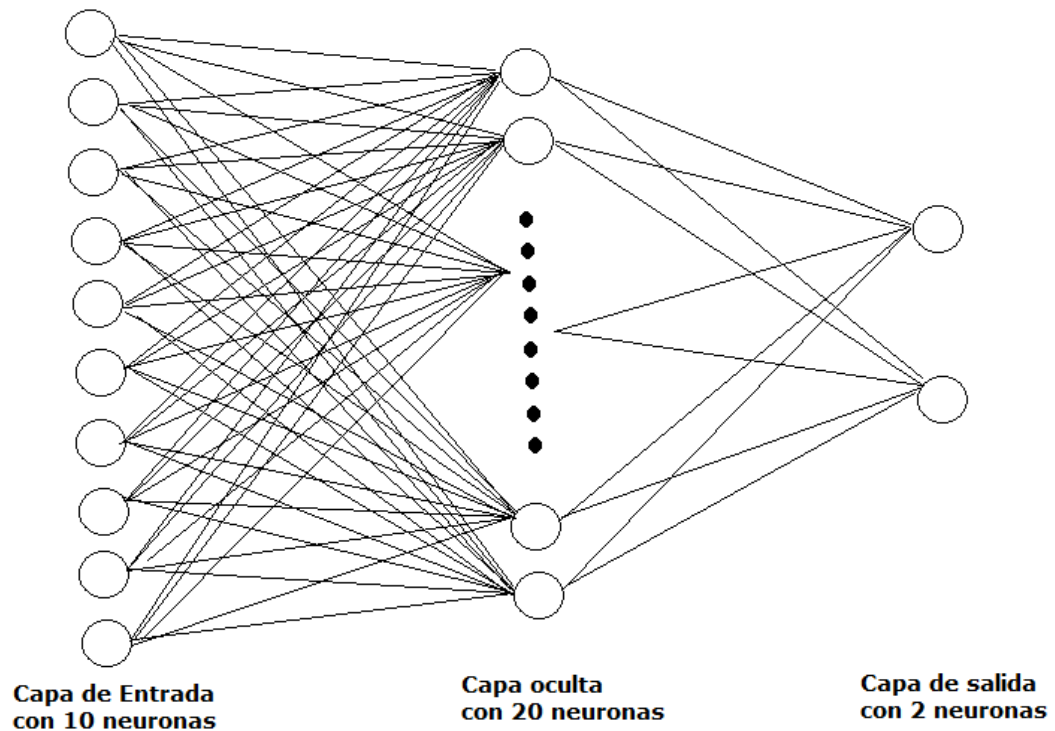 Capa de Entrada
con 10 neuronas
Capa oculta
con 20 neuronas
Capa de salida
con 2 neuronas